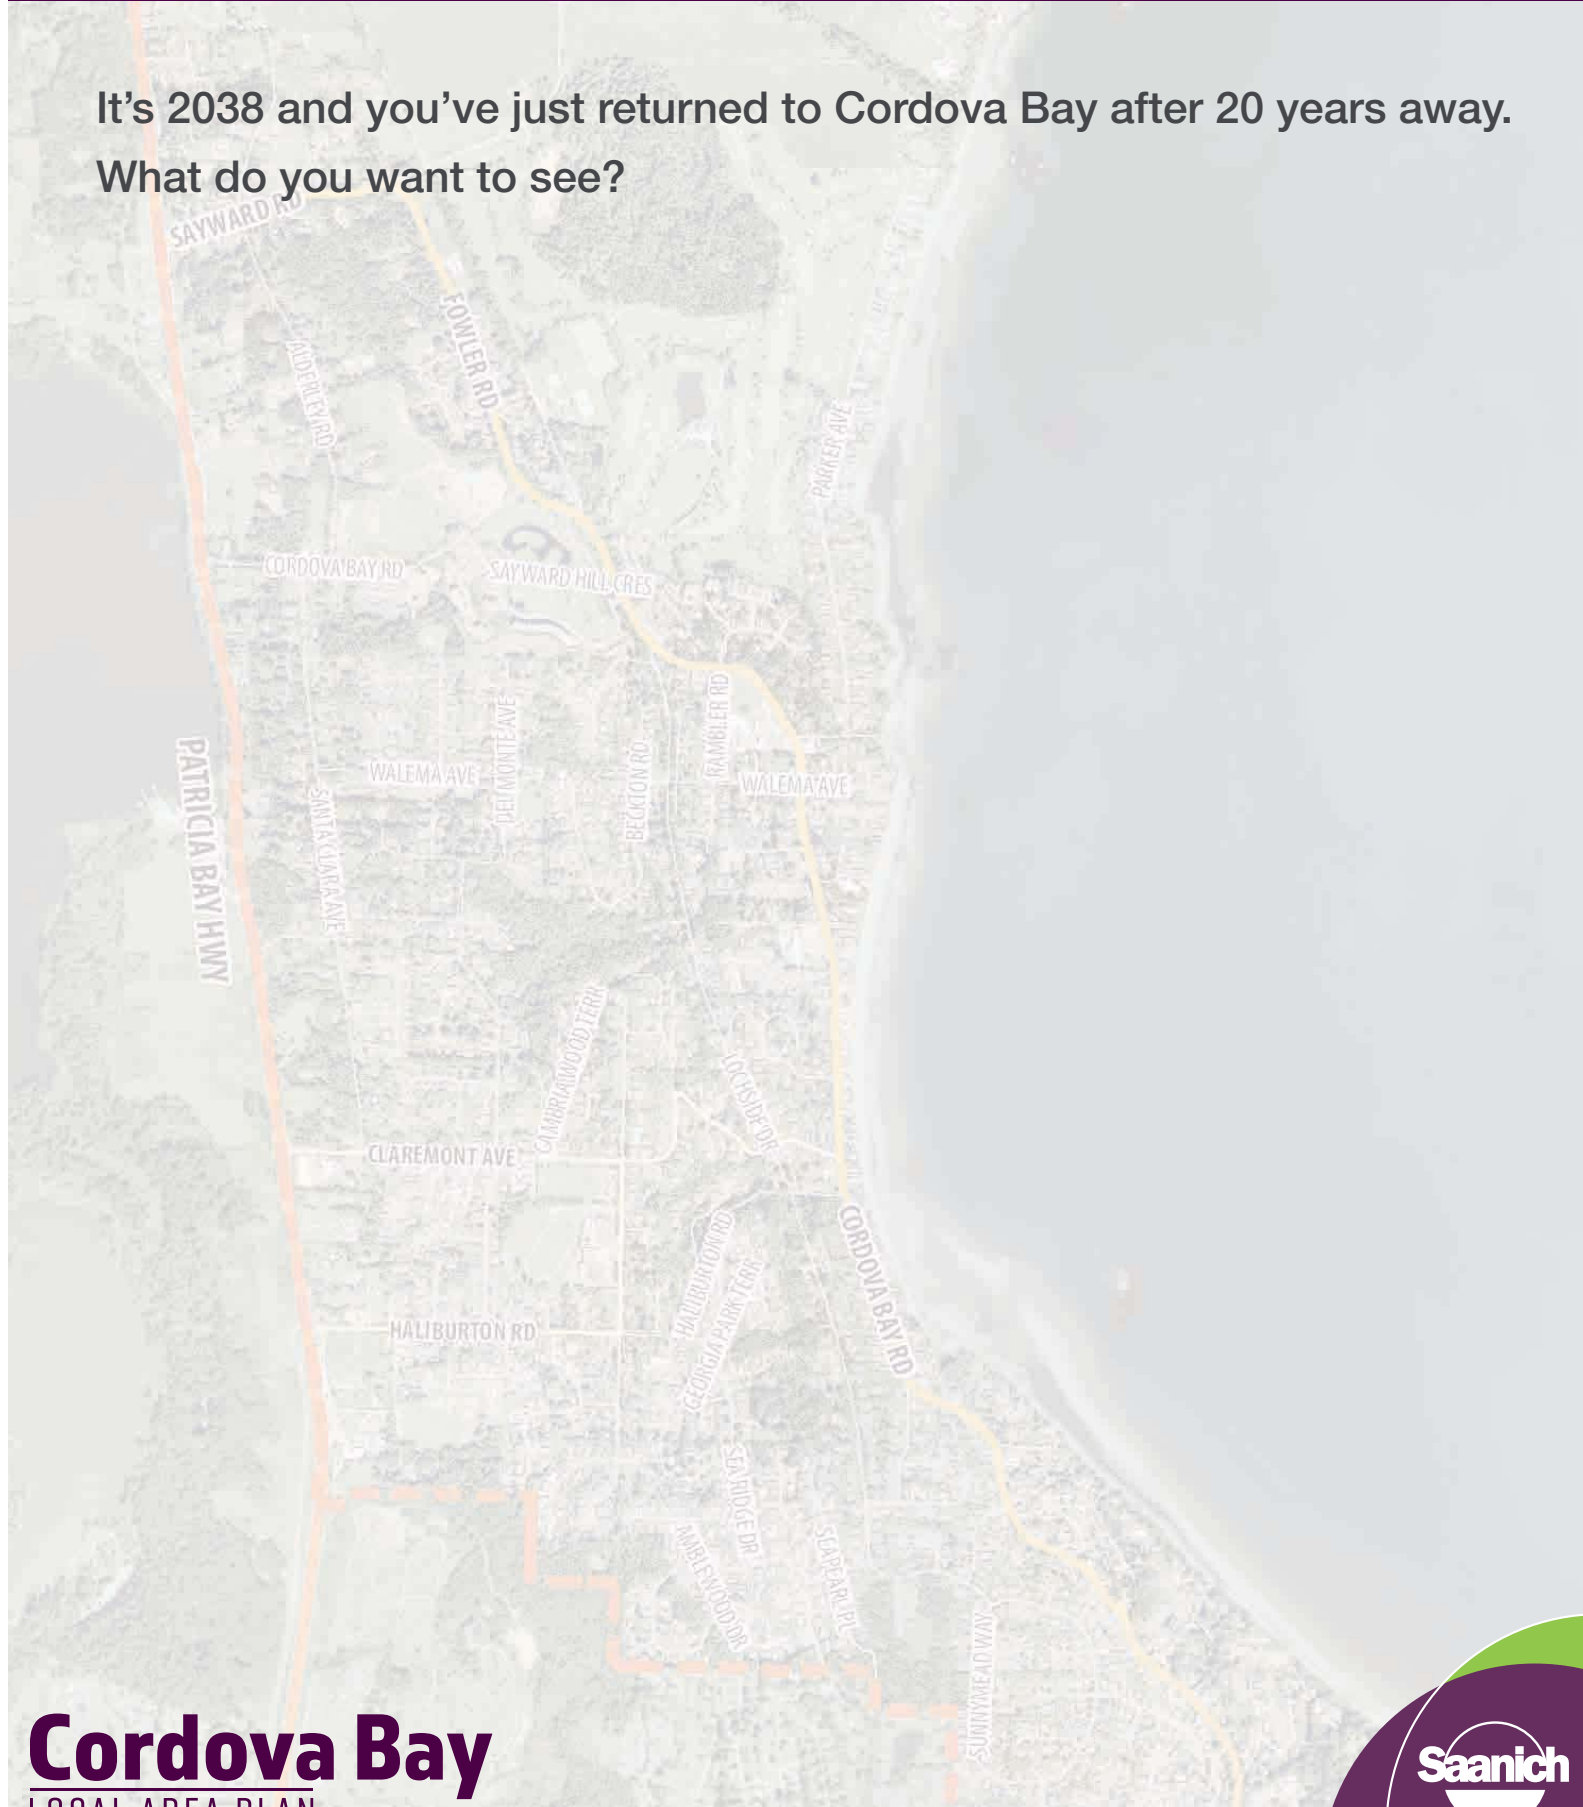 It’s 2038 and you’ve just returned to Cordova Bay after 20 years away.
What do you want to see?
SAYWARD RD
FOWLER RD
ALDERLEY RD
PARKER AVE
CORDOVA BAY RD
SAYWARD HILL CRES
RAMBLER RD
DEL MONTE AVE
BECKTON RD
WALEMA AVE
WALEMA AVE
PATRICIA BAY HWY
SANTA CLARA AVE
CAMBRIAWOOD TERR
LOCHSIDE DR
CLAREMONT AVE
HALIBURTON RD
GEORGIA PARK TERR
CORDOVA BAY RD
HALIBURTON RD
SEARIDGE DR
AMBLEWOOD DR
SEAPEARL PL
SUNNYMEAD WAY
Cordova Bay
LOCAL AREA PLAN
Saanich